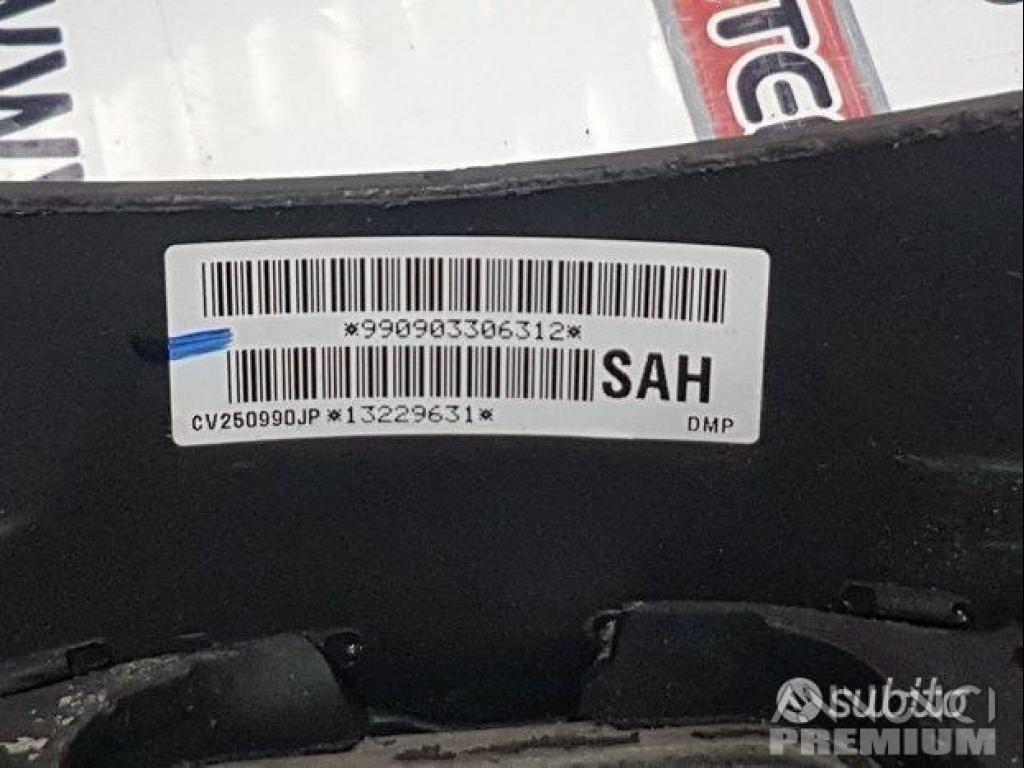 *990903306312*
SAH
CV250990JP *13229631*
DMP
subito
PREMIUM